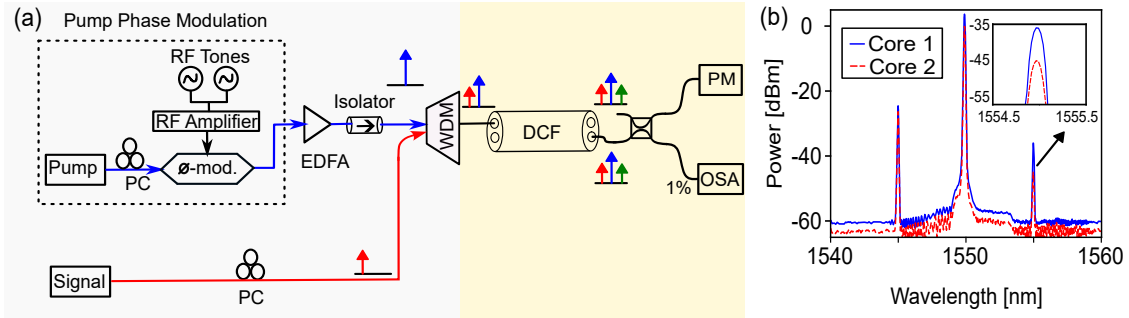 (a)
Pump Phase Modulation
RF Tones
RF Amplifier
Pump
PC
ø-mod.
EDFA
Isolator
WDM
DCF
PM
OSA
1%
Signal
PC
(b)
Power [dBm]
0
-20
-40
-60
Core 1
Core 2
-35
-45
-55
1554.5 1555.5
1540 1550 1560
Wavelength [nm]